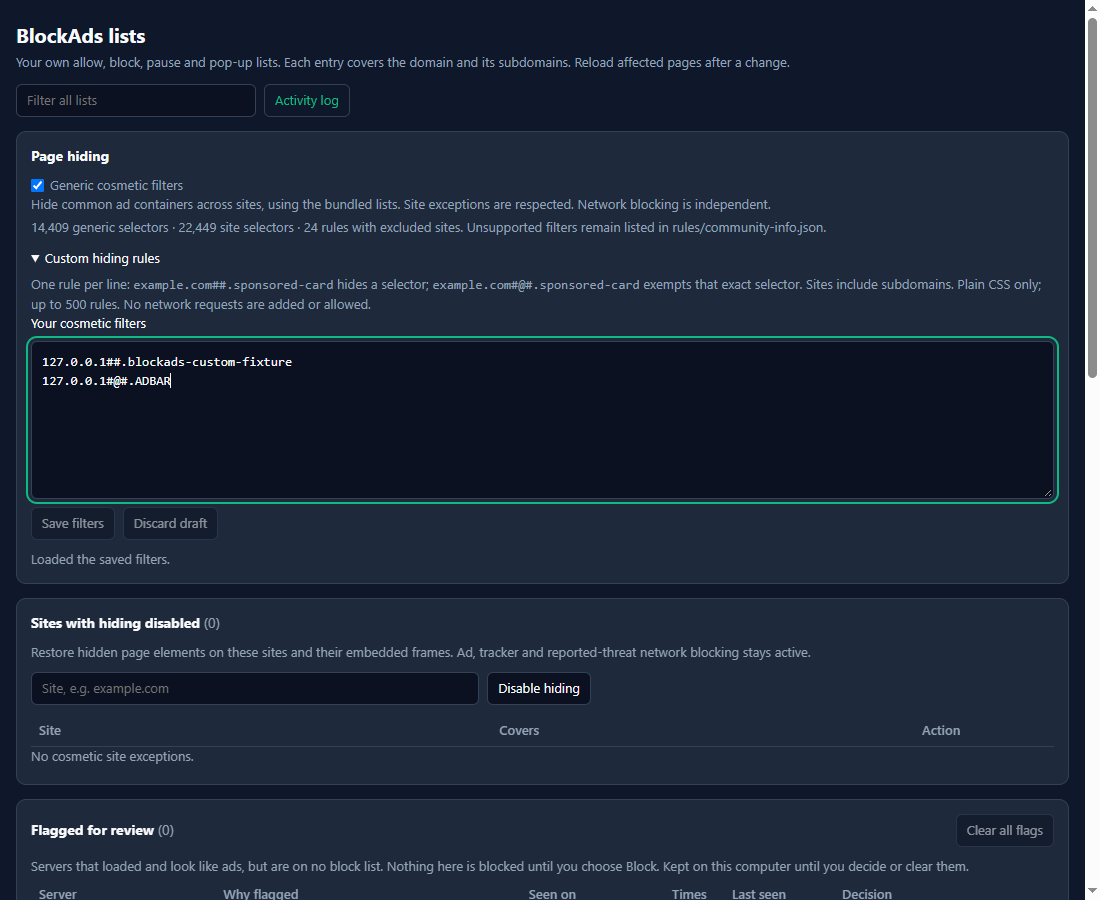 BlockAds lists
Your own allow, block, pause and pop-up lists. Each entry covers the domain and its subdomains. Reload affected pages after a change.
Filter all lists
Activity log
Page hiding
Generic cosmetic filters
Hide common ad containers across sites, using the bundled lists. Site exceptions are respected. Network blocking is independent.
14,409 generic selectors · 22,449 site selectors · 24 rules with excluded sites. Unsupported filters remain listed in rules/community-info.json.
▼ Custom hiding rules
One rule per line: example.com##.sponsored-card hides a selector; example.com#@#.sponsored-card exempts that exact selector. Sites include subdomains. Plain CSS only;
up to 500 rules. No network requests are added or allowed.
Your cosmetic filters
127.0.0.1##.blockads-custom-fixture
127.0.0.1#@#.ADBAR
Save filters
Discard draft
Loaded the saved filters.
Sites with hiding disabled (0)
Restore hidden page elements on these sites and their embedded frames. Ad, tracker and reported-threat network blocking stays active.
Site, e.g. example.com
Disable hiding
Site Covers Action
No cosmetic site exceptions.
Flagged for review (0)
Clear all flags
Servers that loaded and look like ads, but are on no block list. Nothing here is blocked until you choose Block. Kept on this computer until you decide or clear them.
Server Why flagged Seen on Times Last seen Decision